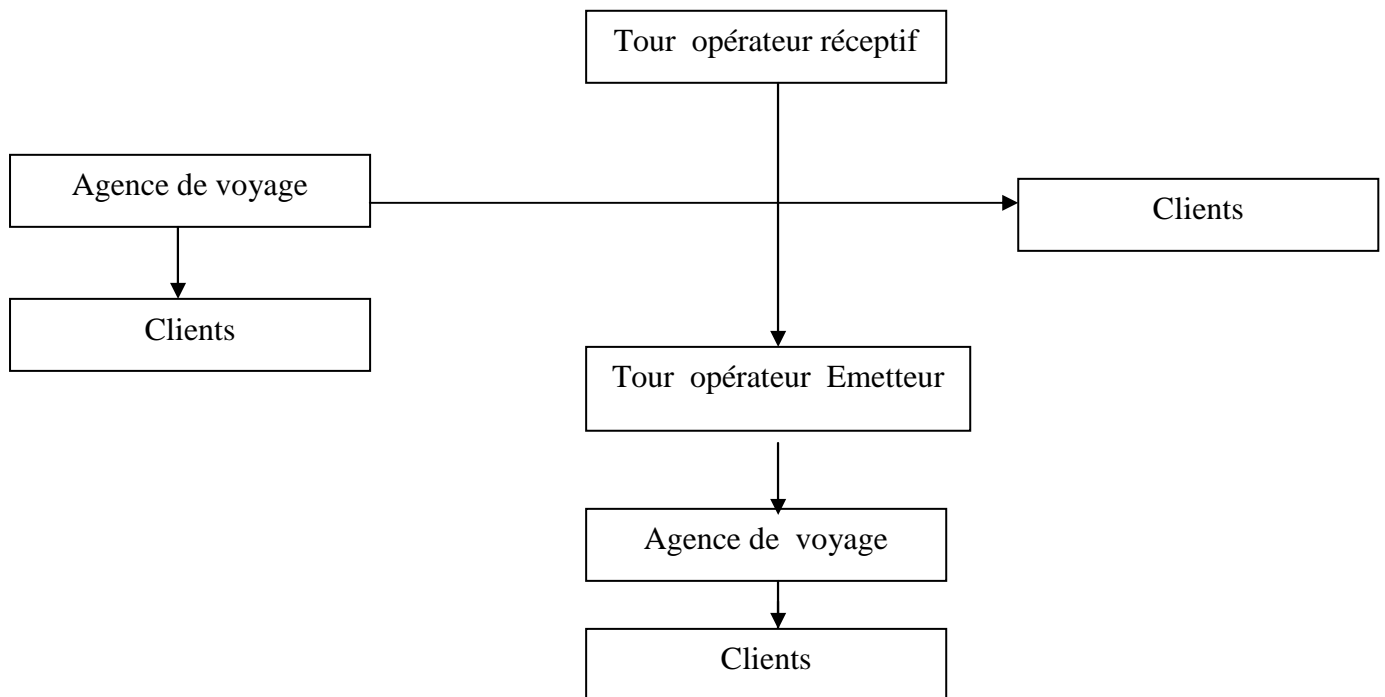 Tour opérateur réceptif
Agence de voyage
Clients
Clients
Tour opérateur Emetteur
Agence de voyage
Clients